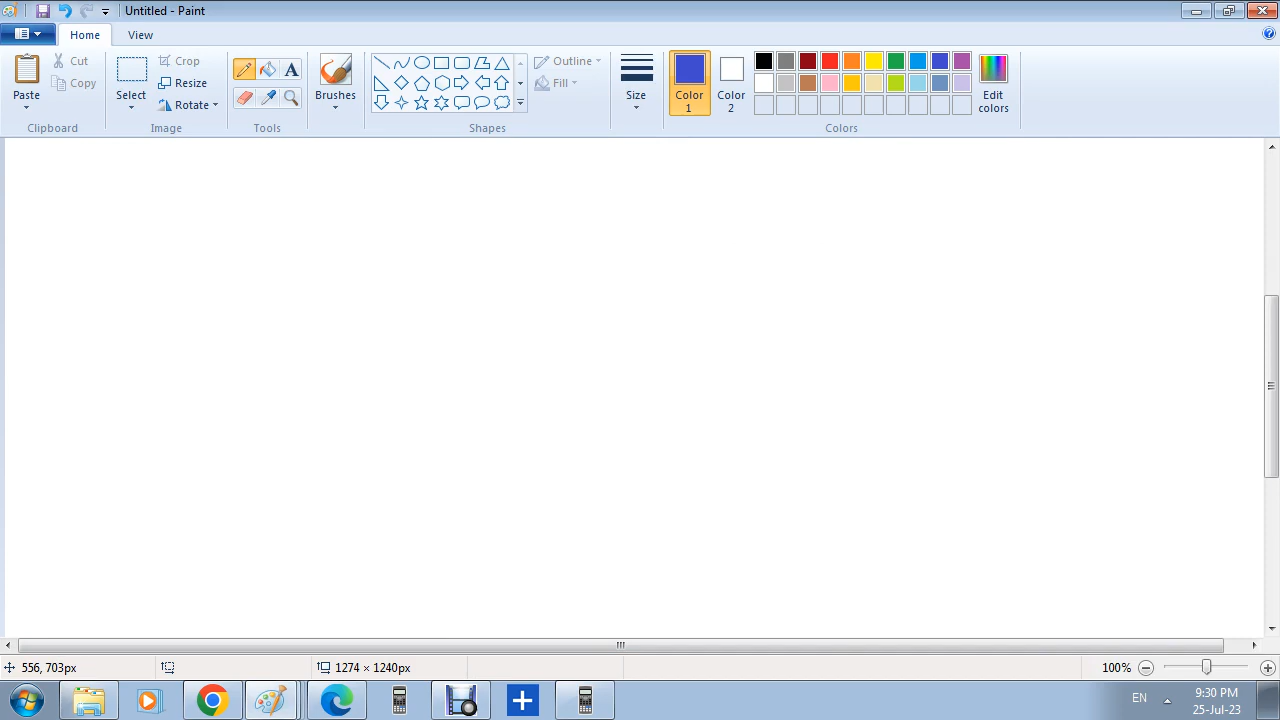 Untitled - Paint
Home View
Paste
Cut
Copy
Clipboard
Select
Crop
Resize
Rotate
Image
A
Tools
Brushes
Shapes
Outline
Fill
Size
Color 1
Color 2
Edit colors
Colors
556, 703px
1274 × 1240px
100%
EN
9:30 PM
25-Jul-23